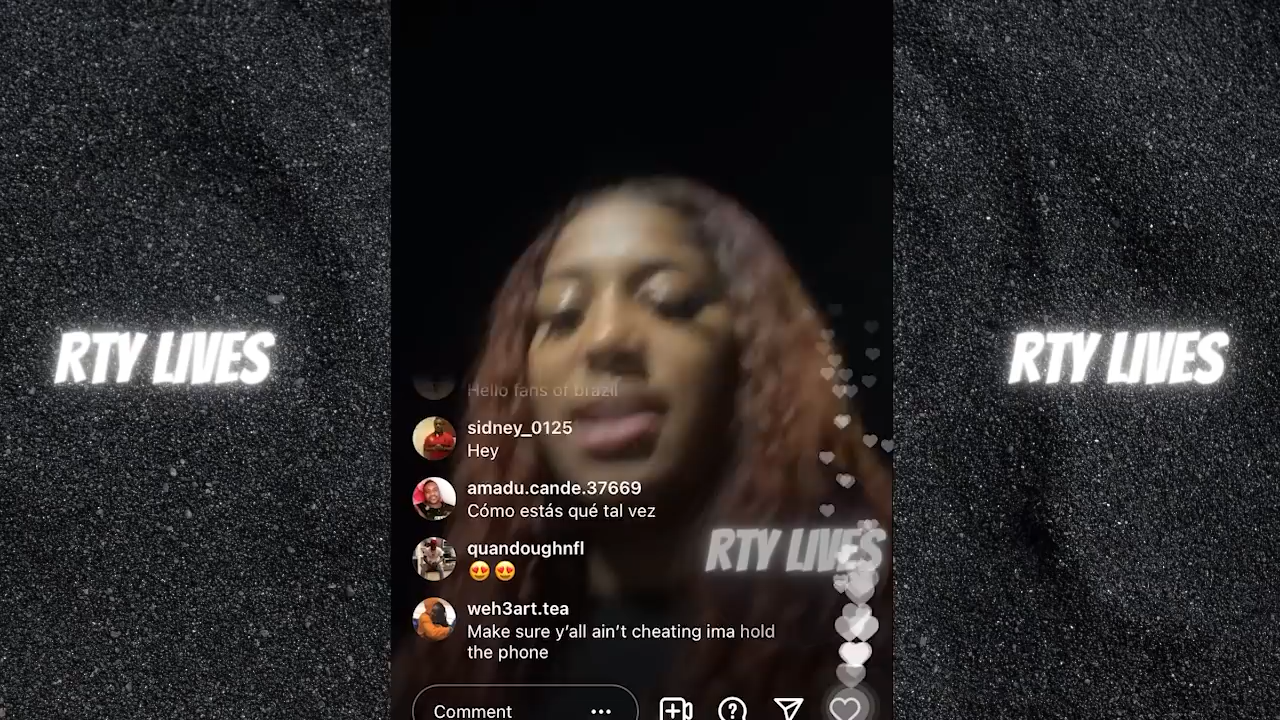 RTY LIVES
RTY LIVES
Hello fans of brazil
sidney_0125
Hey
amadu.cande.37669
Cómo estás qué tal vez
quandoughnfl
😍😍
RTY LIVES
weh3art.tea
Make sure y’all ain’t cheating ima hold
the phone
Comment